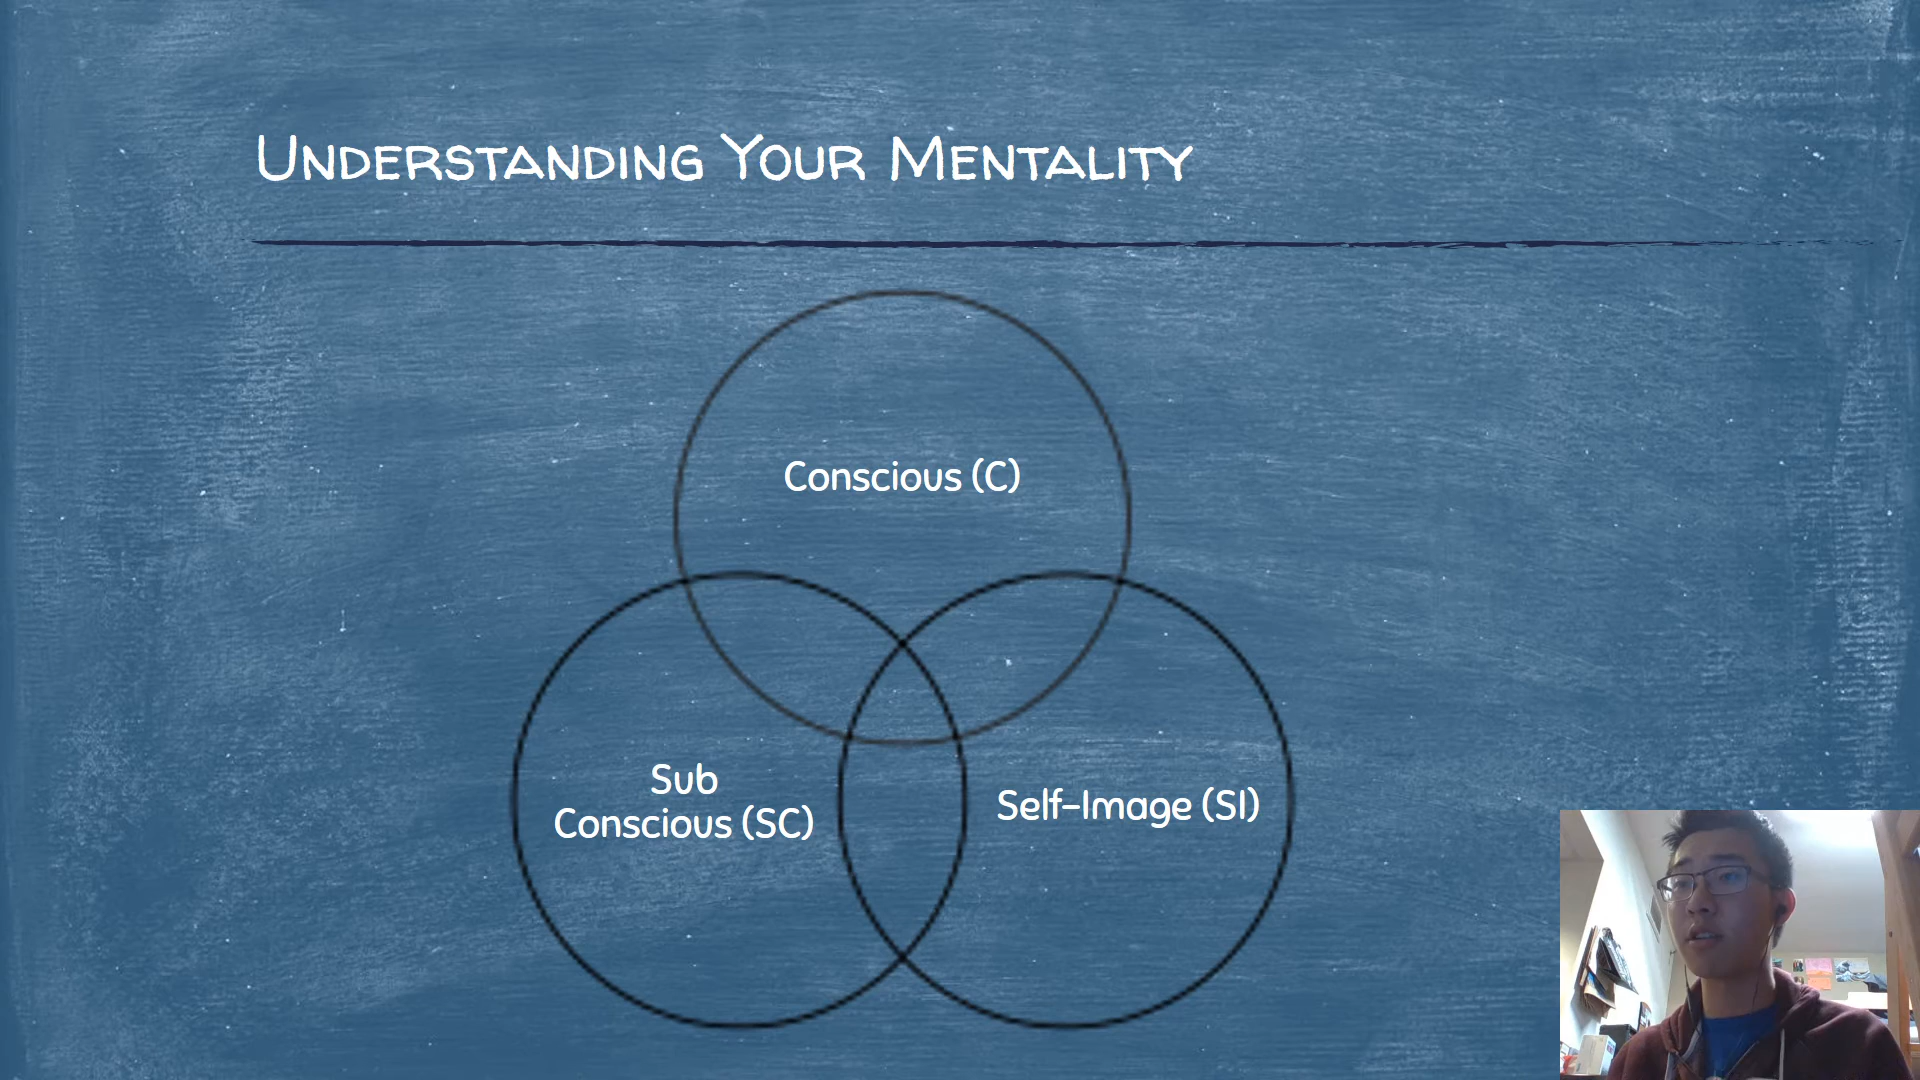 Understanding Your Mentality
Conscious (C)
Sub
Conscious (SC)
Self-Image (SI)